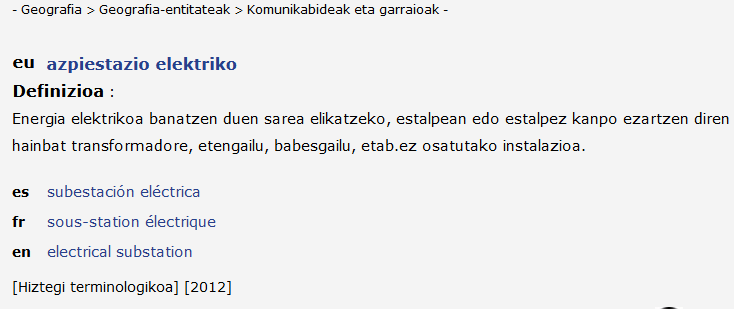 - Geografia > Geografia-entitateak > Komunikabideak eta garraioak -
eu azpiestazio elektriko
Definizioa :
Energia elektrikoa banatzen duen sarea elikatzeko, estalpean edo estalpez kanpo ezartzen diren
hainbat transformadore, etengailu, babesgailu, etab.ez osatutako instalazioa.
es subestación eléctrica
fr sous-station électrique
en electrical substation
[Hiztegi terminologikoa] [2012]